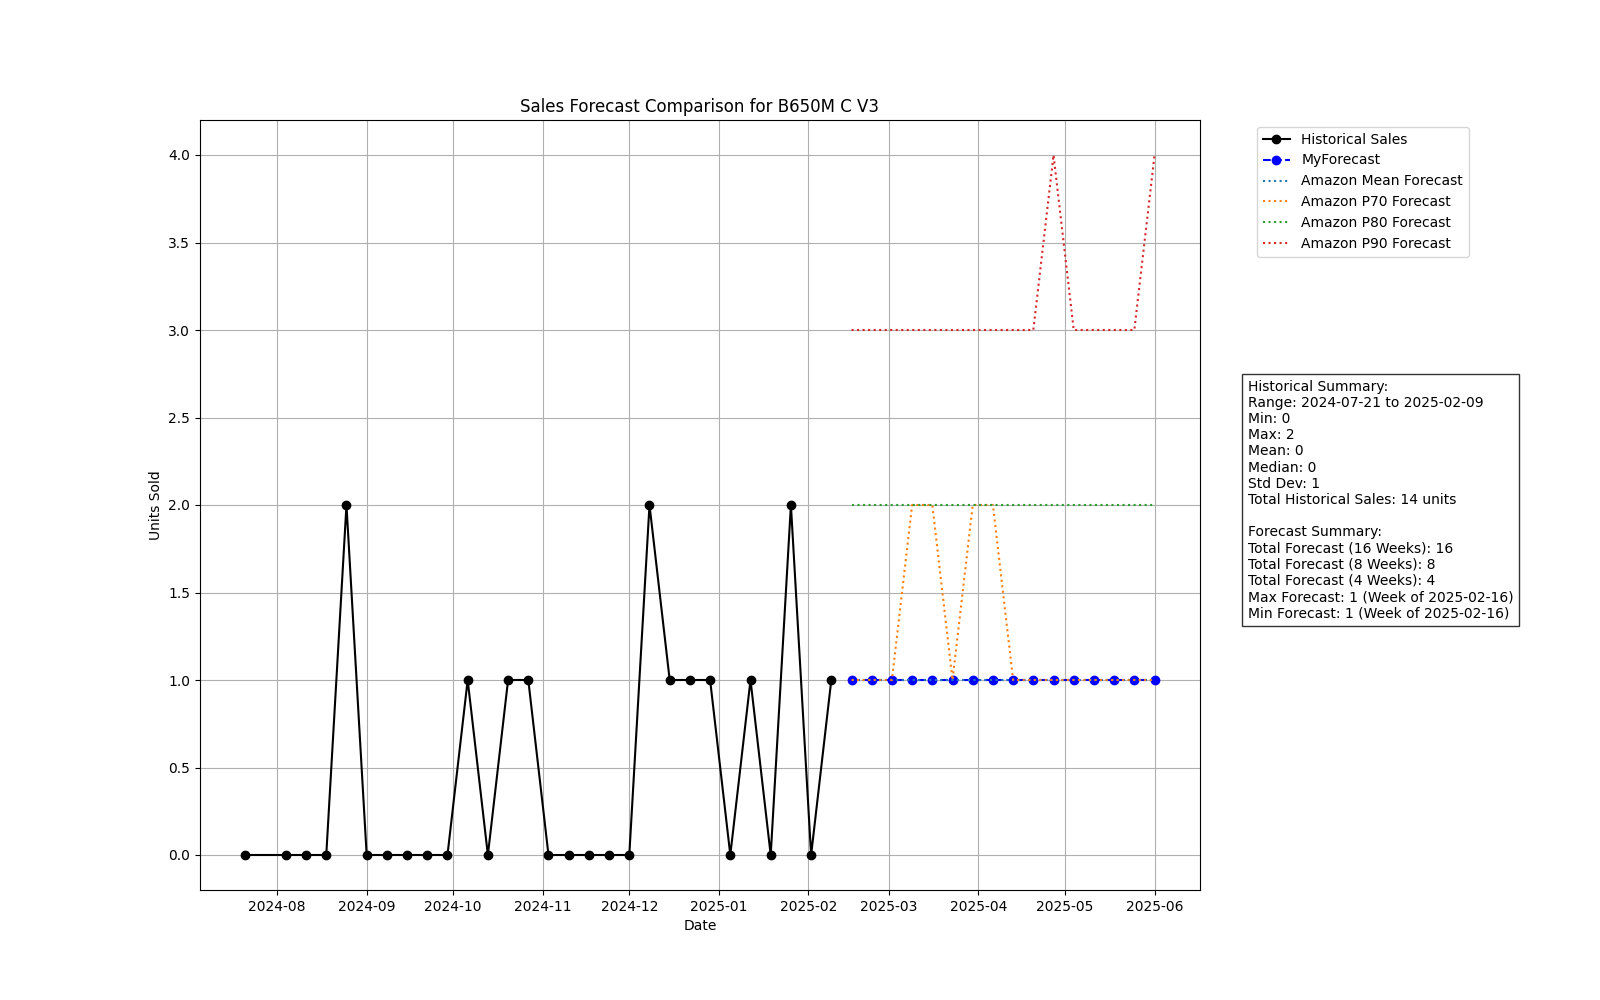 Sales Forecast Comparison for B650M C V3
Units Sold
4.0
3.5
3.0
2.5
2.0
1.5
1.0
0.5
0.0
2024-08
2024-09
2024-10
2024-11
2024-12
2025-01
2025-02
2025-03
2025-04
2025-05
2025-06
Date
Historical Sales
MyForecast
Amazon Mean Forecast
Amazon P70 Forecast
Amazon P80 Forecast
Amazon P90 Forecast
Historical Summary:
Range: 2024-07-21 to 2025-02-09
Min: 0
Max: 2
Mean: 0
Median: 0
Std Dev: 1
Total Historical Sales: 14 units
Forecast Summary:
Total Forecast (16 Weeks): 16
Total Forecast (8 Weeks): 8
Total Forecast (4 Weeks): 4
Max Forecast: 1 (Week of 2025-02-16)
Min Forecast: 1 (Week of 2025-02-16)